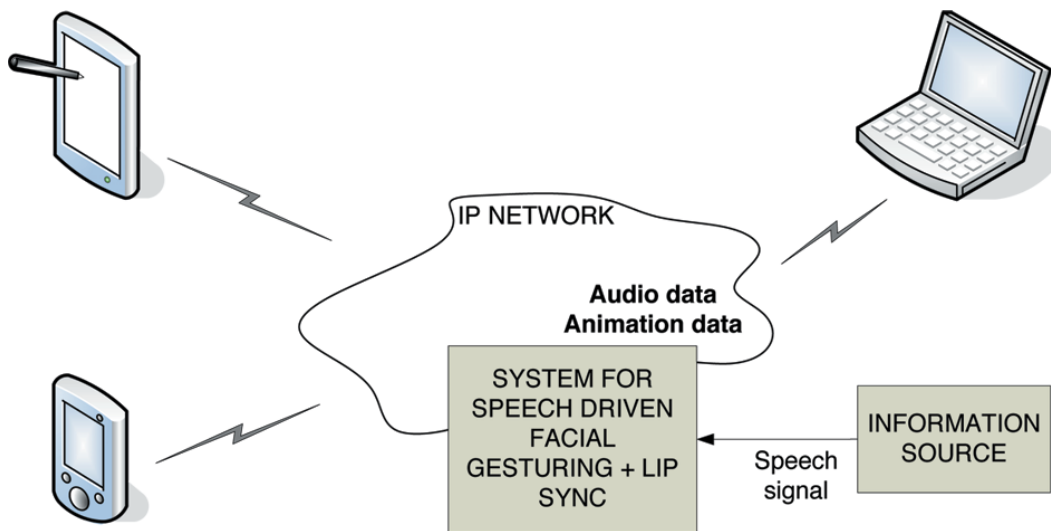 IP NETWORK
Audio data
Animation data
SYSTEM FOR
SPEECH DRIVEN
FACIAL
GESTURING + LIP
SYNC
Speech
signal
INFORMATION
SOURCE